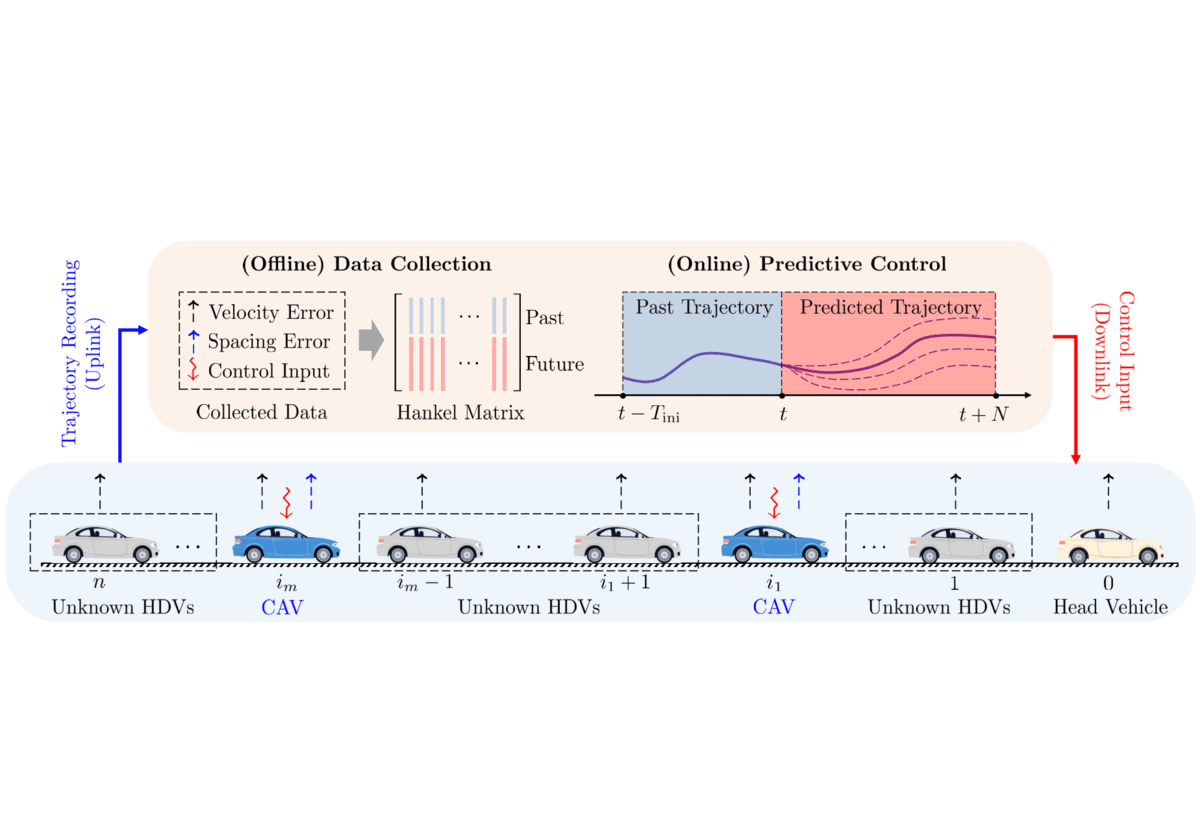 (Offline) Data Collection
(Online) Predictive Control
Trajectory Recording
(Uplink)
Velocity Error
Spacing Error
Control Input
Collected Data
Past
Future
Hankel Matrix
Past Trajectory
Predicted Trajectory
t − T_ini
t
t + N
Control Input
(Downlink)
n
i_m
i_m − 1
i_1 + 1
i_1
1
0
Unknown HDVs
CAV
Unknown HDVs
CAV
Unknown HDVs
Head Vehicle